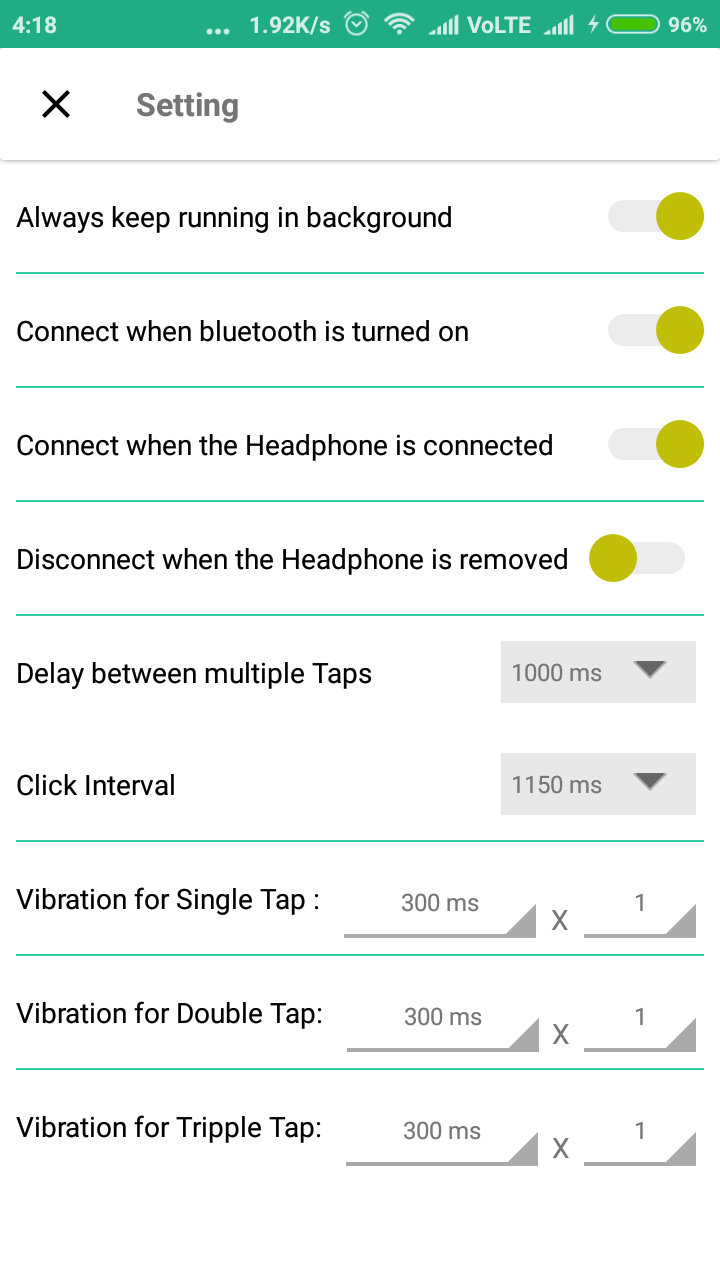 4:18 ... 1.92K/s VoLTE 96%
Setting
Always keep running in background
Connect when bluetooth is turned on
Connect when the Headphone is connected
Disconnect when the Headphone is removed
Delay between multiple Taps 1000 ms
Click Interval 1150 ms
Vibration for Single Tap : 300 ms X 1
Vibration for Double Tap: 300 ms X 1
Vibration for Tripple Tap: 300 ms X 1